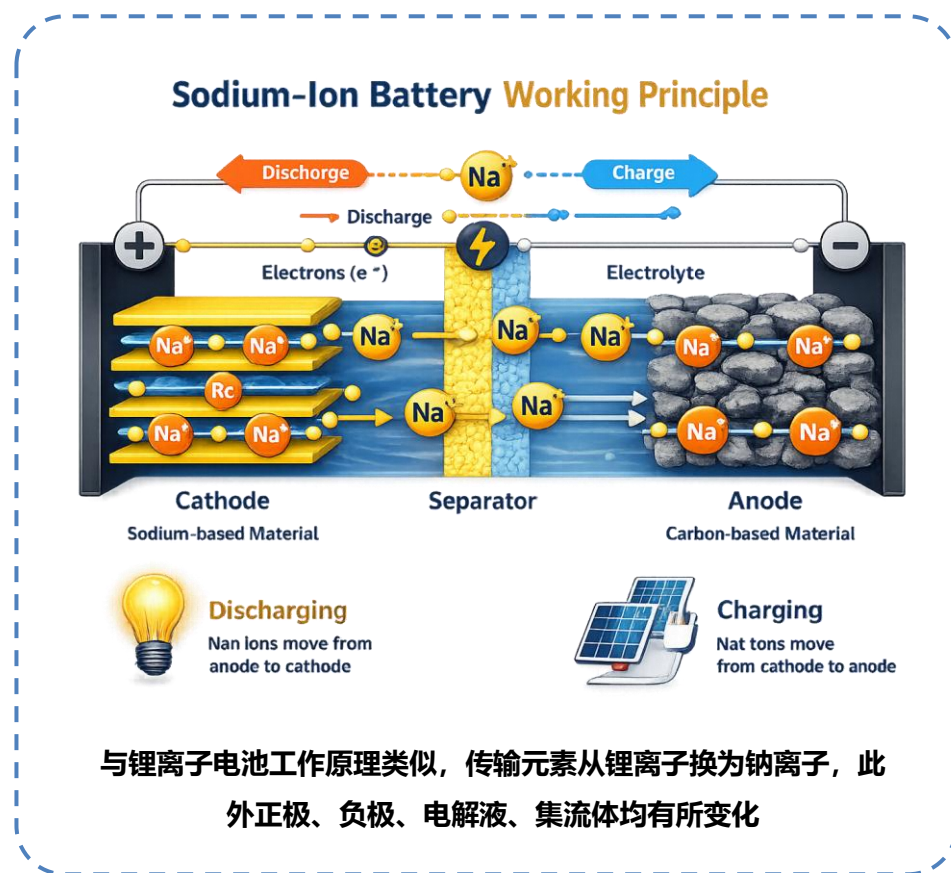 Sodium-Ion Battery Working Principle
Dischorge
Na⁺
Charge
Discharge
+
Electrons (e⁻)
Electrolyte
−
Na⁺ Na⁺ Na Na Na Na Na⁺
Rc
Na⁺ Na⁺ Na Na Na Na⁺
Cathode
Sodium-based Material
Separator
Anode
Carbon-based Material
Discharging
Nan ions move from
anode to cathode
Charging
Nat tons move
from cathode to anode
与锂离子电池工作原理类似，传输元素从锂离子换为钠离子，此
外正极、负极、电解液、集流体均有所变化